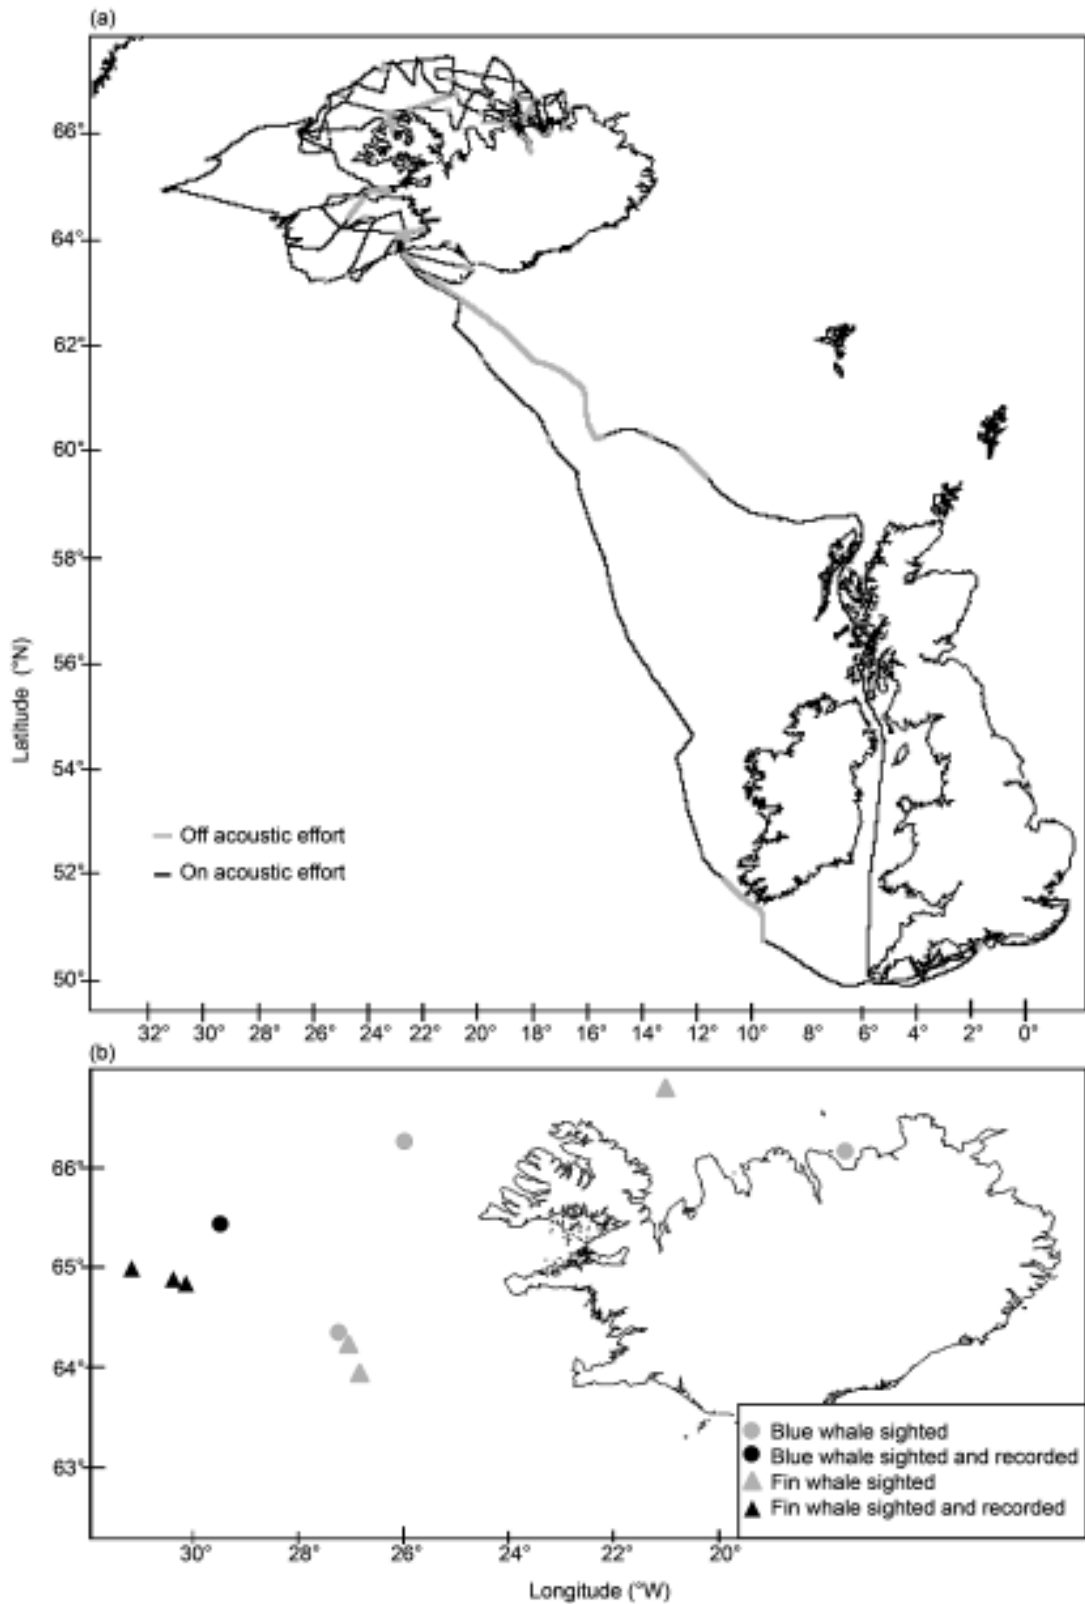 (a)
66°
64°
62°
60°
58°
56°
54°
52°
50°
Latitude (°N)
Off acoustic effort
On acoustic effort
32° 30° 28° 26° 24° 22° 20° 18° 16° 14° 12° 10° 8° 6° 4° 2° 0°
(b)
66°
65°
64°
63°
Blue whale sighted
Blue whale sighted and recorded
Fin whale sighted
Fin whale sighted and recorded
30° 28° 26° 24° 22° 20°
Longitude (°W)